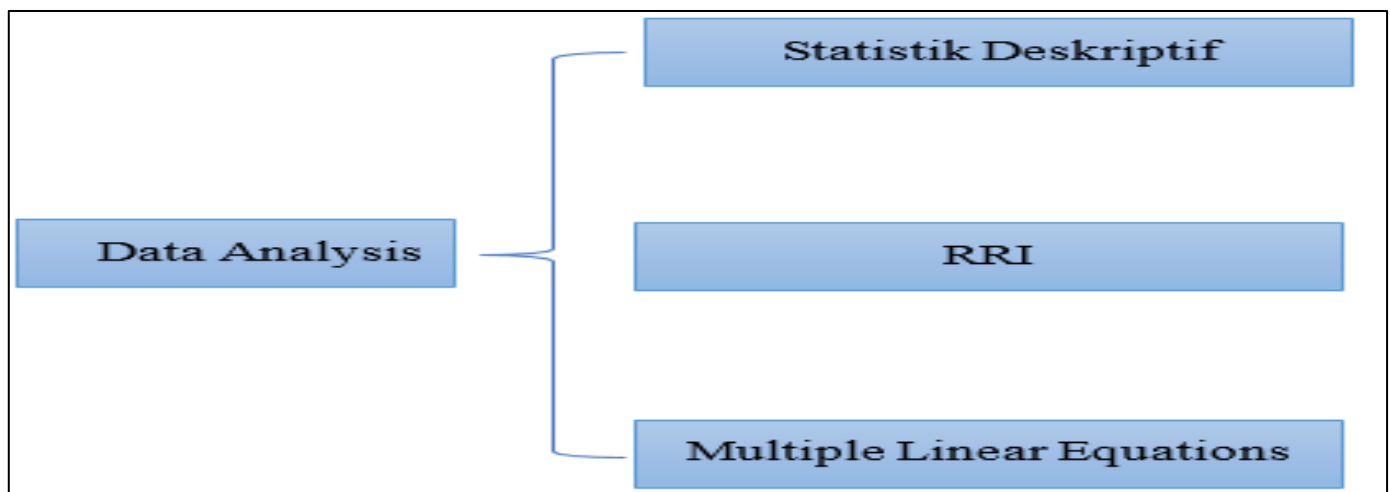 Statistik Deskriptif
Data Analysis
RRI
Multiple Linear Equations